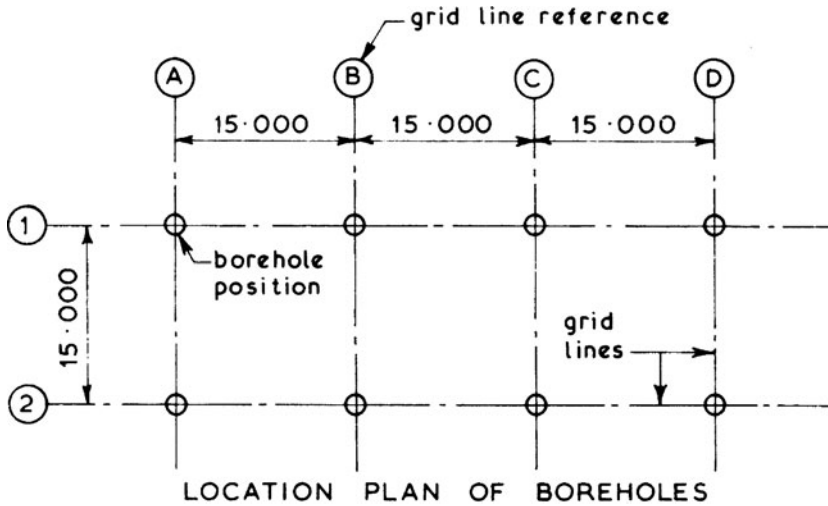 grid line reference
A B C D
15·000 15·000 15·000
1
borehole
position
15·000
grid
lines
2
LOCATION PLAN OF BOREHOLES